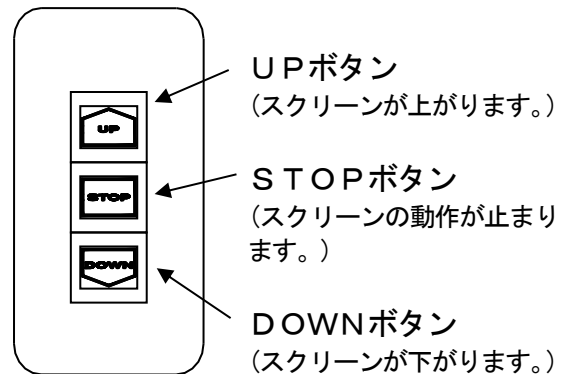 UPボタン
(スクリーンが上がります。)
UP
STOPボタン
(スクリーンの動作が止まり
ます。)
STOP
DOWNボタン
(スクリーンが下がります。)
DOWN